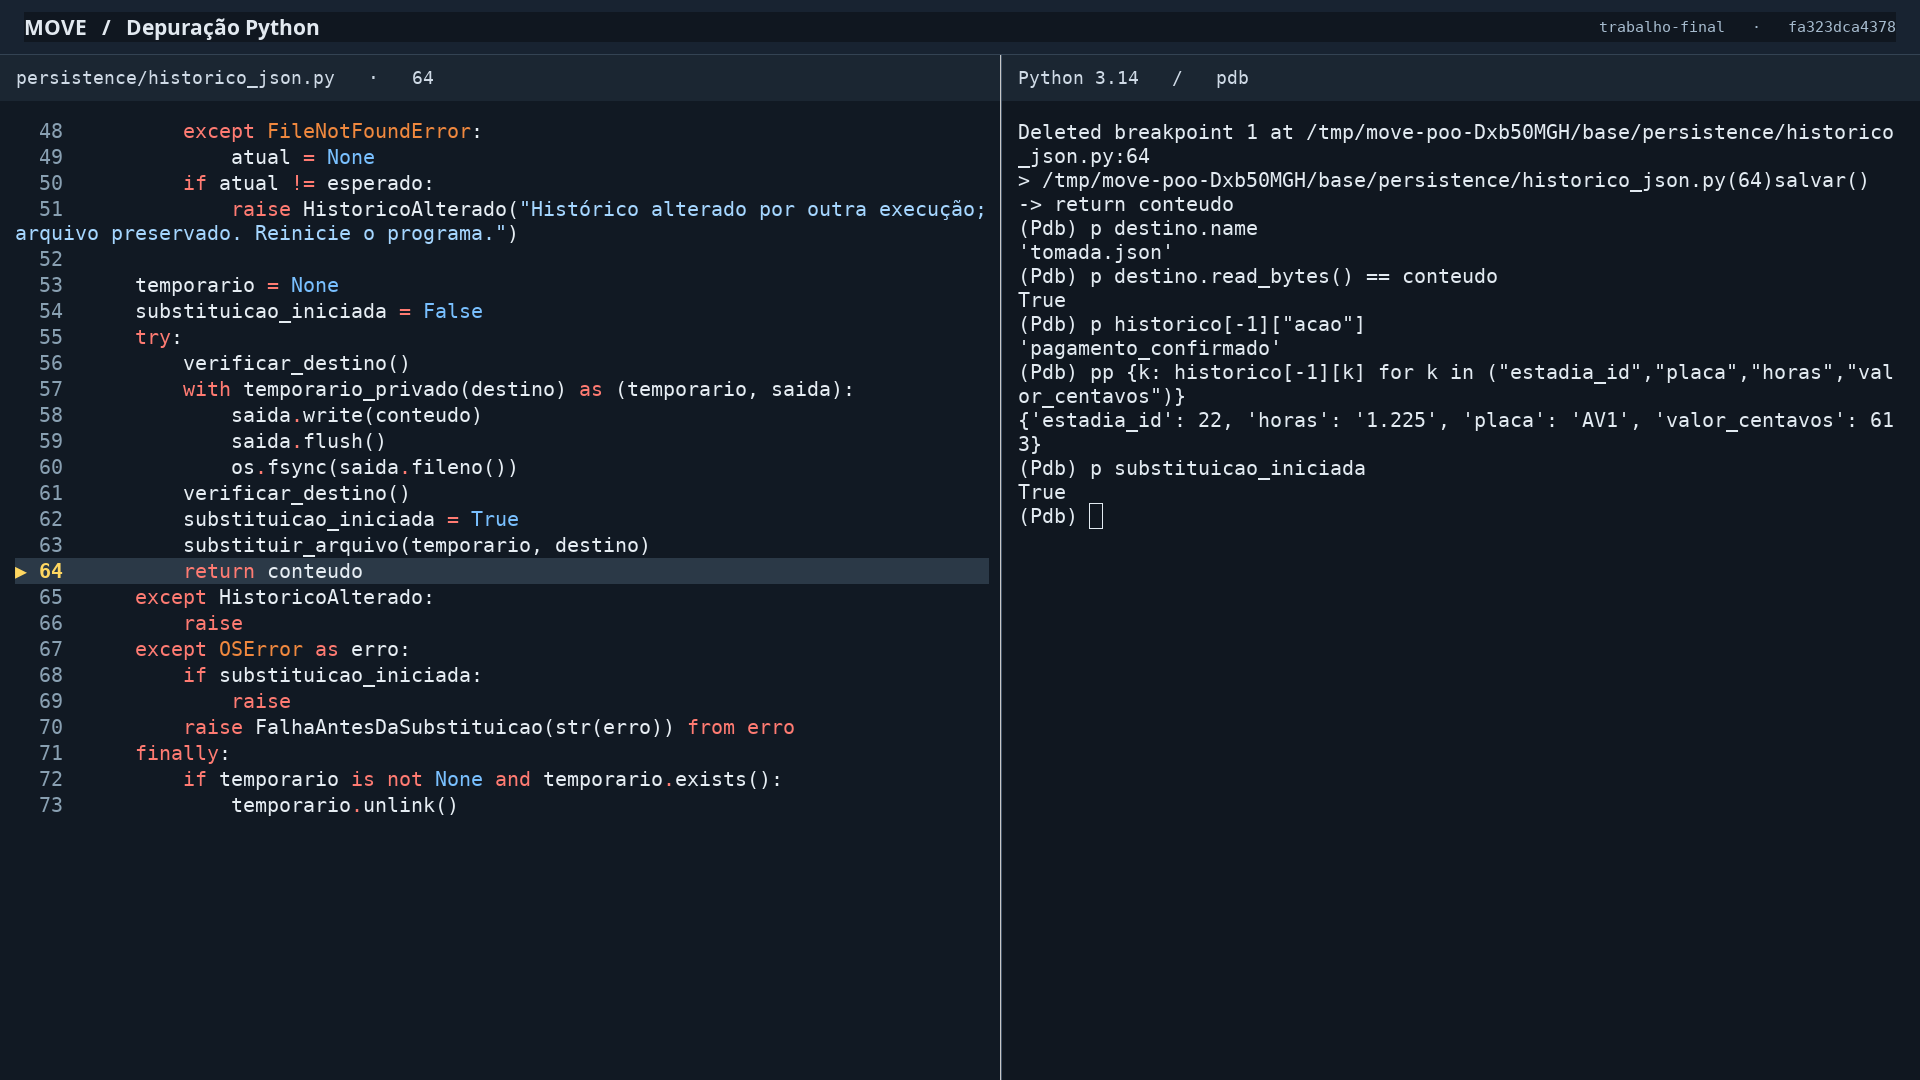 MOVE / Depuração Python
trabalho-final · fa323dca4378
persistence/historico_json.py · 64
48 except FileNotFoundError:
49 atual = None
50 if atual != esperado:
51 raise HistoricoAlterado("Histórico alterado por outra execução;
arquivo preservado. Reinicie o programa.")
52
53 temporario = None
54 substituicao_iniciada = False
55 try:
56 verificar_destino()
57 with temporario_privado(destino) as (temporario, saida):
58 saida.write(conteudo)
59 saida.flush()
60 os.fsync(saida.fileno())
61 verificar_destino()
62 substituicao_iniciada = True
63 substituir_arquivo(temporario, destino)
▶ 64 return conteudo
65 except HistoricoAlterado:
66 raise
67 except OSError as erro:
68 if substituicao_iniciada:
69 raise
70 raise FalhaAntesDaSubstituicao(str(erro)) from erro
71 finally:
72 if temporario is not None and temporario.exists():
73 temporario.unlink()
Python 3.14 / pdb
Deleted breakpoint 1 at /tmp/move-poo-Dxb50MGH/base/persistence/historico
_json.py:64
> /tmp/move-poo-Dxb50MGH/base/persistence/historico_json.py(64)salvar()
-> return conteudo
(Pdb) p destino.name
'tomada.json'
(Pdb) p destino.read_bytes() == conteudo
True
(Pdb) p historico[-1]["acao"]
'pagamento_confirmado'
(Pdb) pp {k: historico[-1][k] for k in ("estadia_id","placa","horas","val
or_centavos")}
{'estadia_id': 22, 'horas': '1.225', 'placa': 'AV1', 'valor_centavos': 61
3}
(Pdb) p substituicao_iniciada
True
(Pdb)